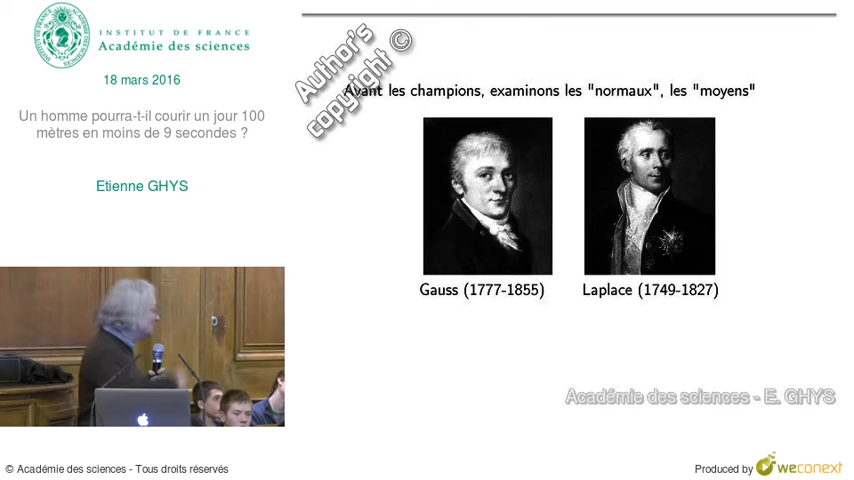 INSTITUT DE FRANCE
Académie des sciences
18 mars 2016
Un homme pourra-t-il courir un jour 100
mètres en moins de 9 secondes ?
Etienne GHYS
Author's
copyright ©
Avant les champions, examinons les "normaux", les "moyens"
Gauss (1777-1855)
Laplace (1749-1827)
Académie des sciences - E. GHYS
© Académie des sciences - Tous droits réservés
Produced by weconext